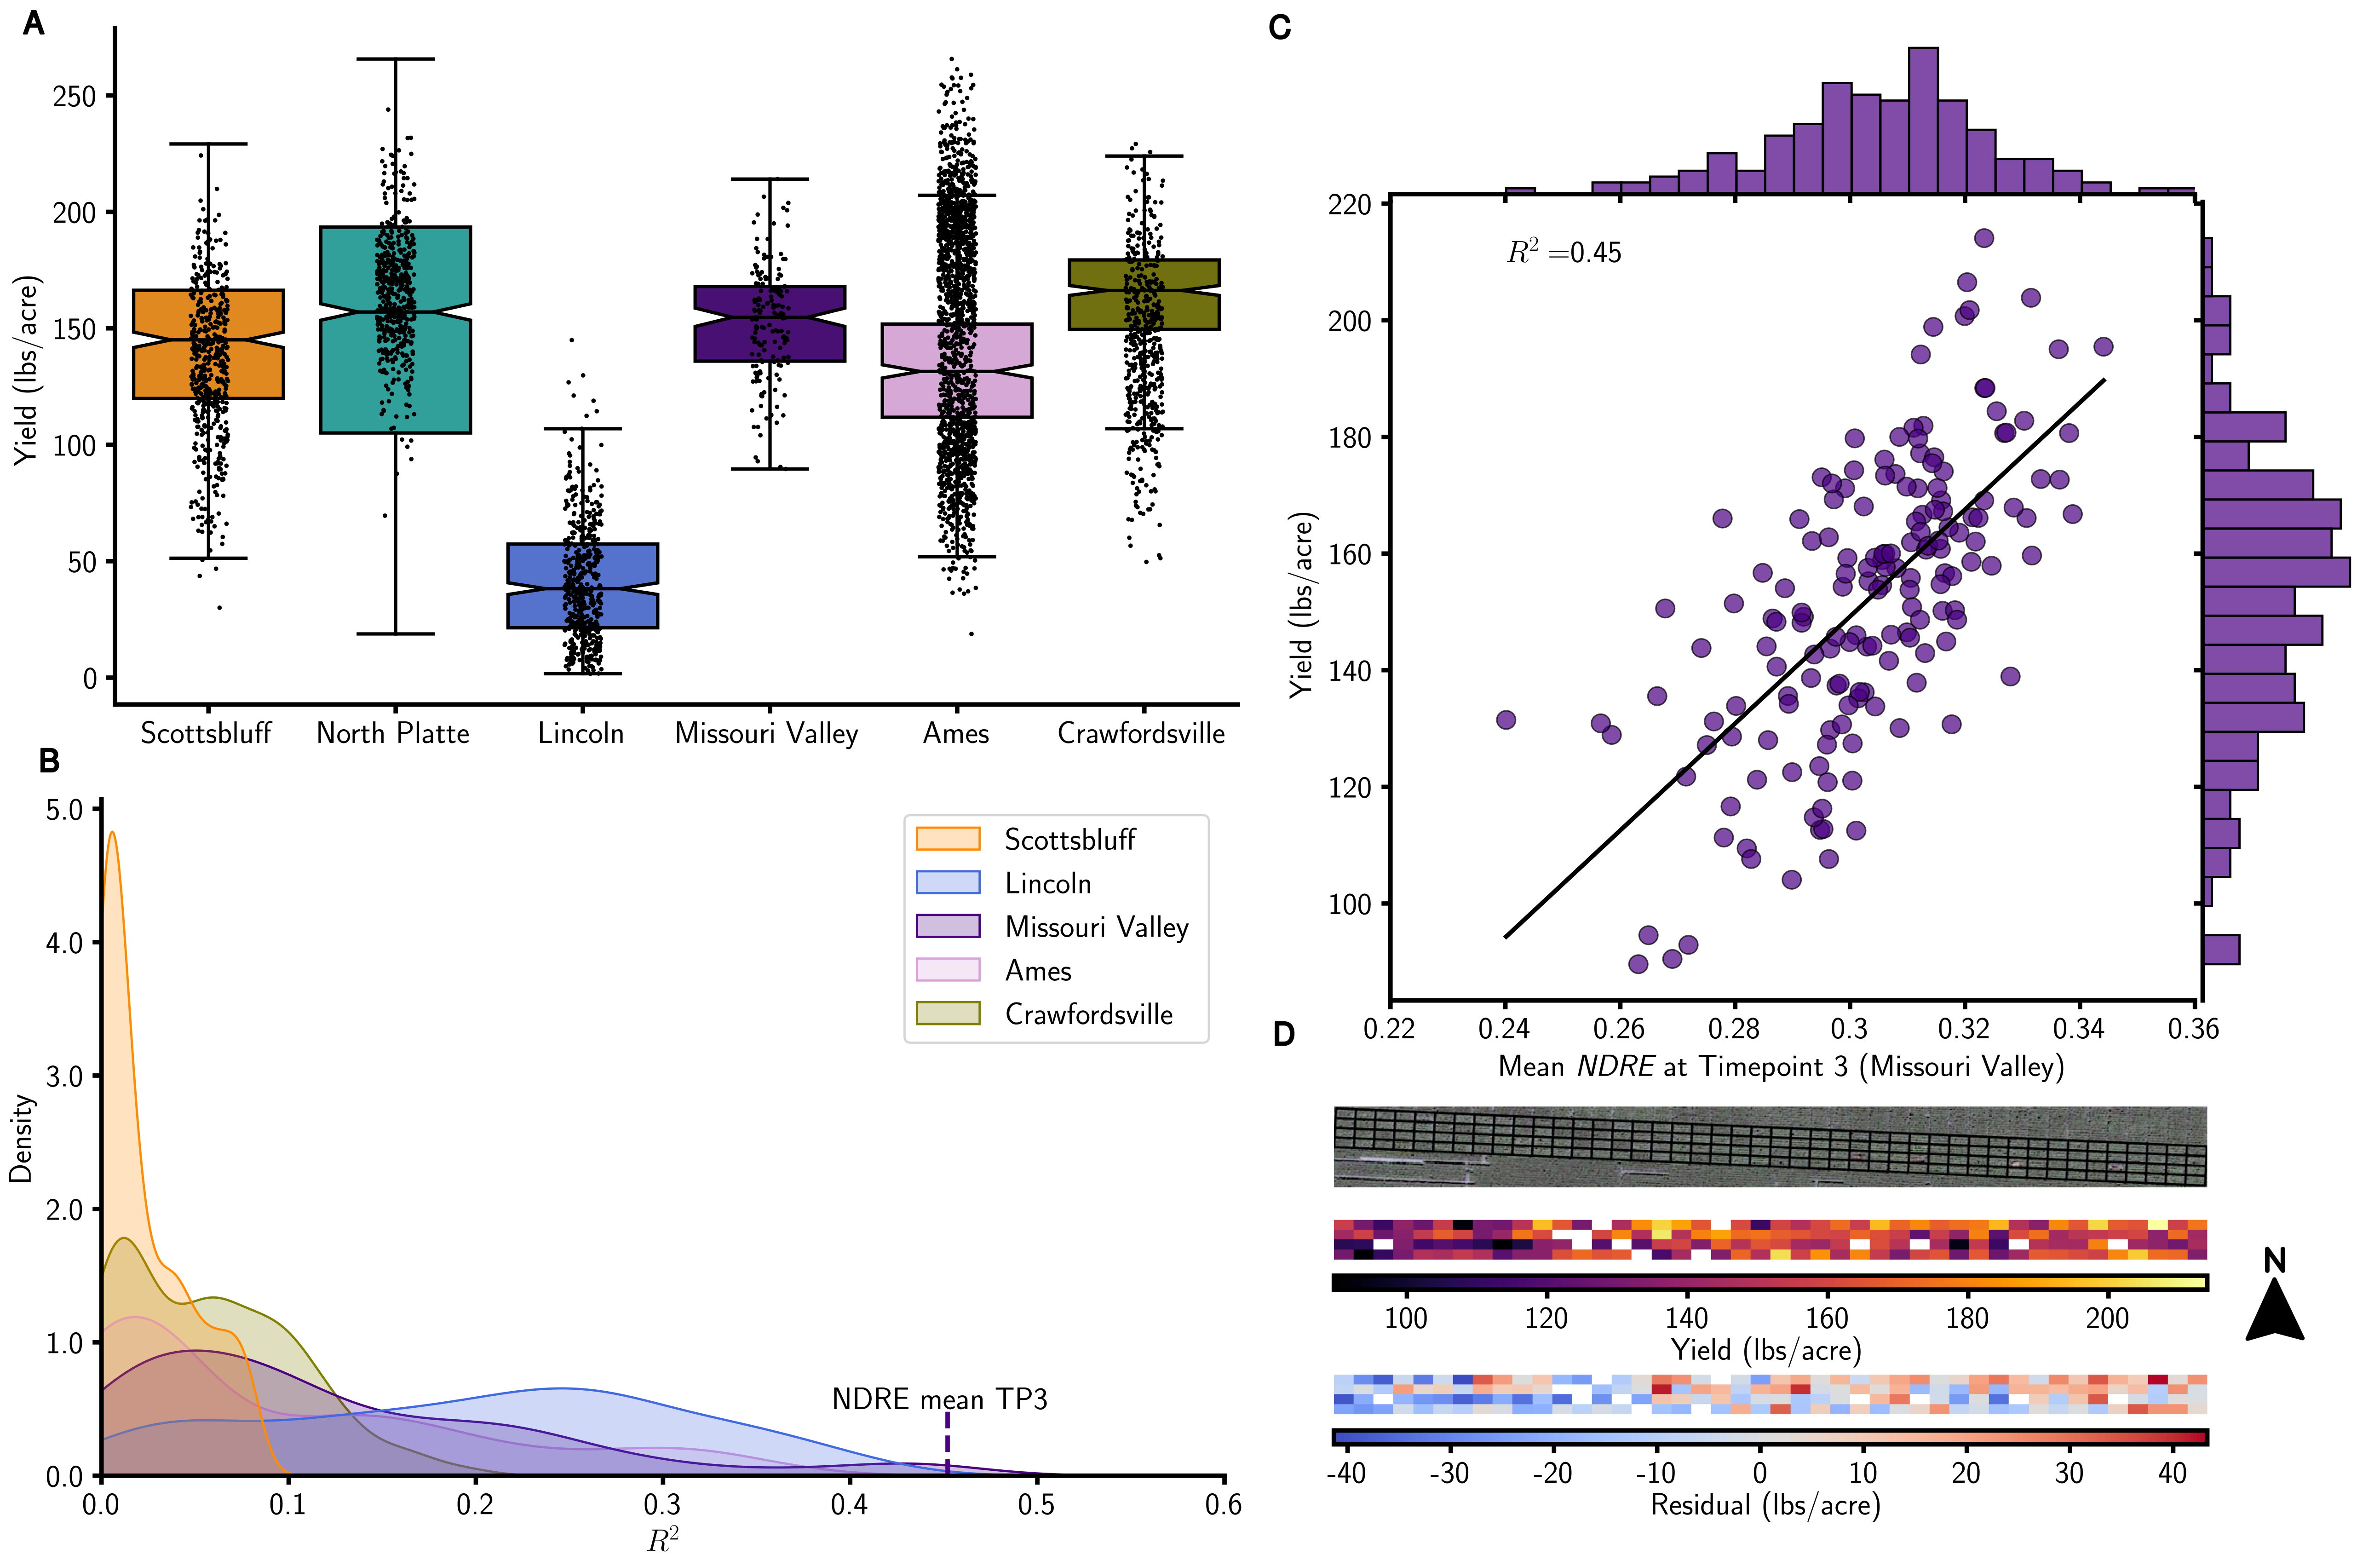 A
250
200
150
100
50
0
Yield (lbs/acre)
Scottsbluff
North Platte
Lincoln
Missouri Valley
Ames
Crawfordsville
B
5.0
4.0
3.0
2.0
1.0
0.0
Density
Scottsbluff
Lincoln
Missouri Valley
Ames
Crawfordsville
NDRE mean TP3
0.0 0.1 0.2 0.3 0.4 0.5 0.6
R²
C
220
200
180
160
140
120
100
Yield (lbs/acre)
R² =0.45
0.22 0.24 0.26 0.28 0.3 0.32 0.34 0.36
Mean NDRE at Timepoint 3 (Missouri Valley)
D
100 120 140 160 180 200
Yield (lbs/acre)
N
-40 -30 -20 -10 0 10 20 30 40
Residual (lbs/acre)